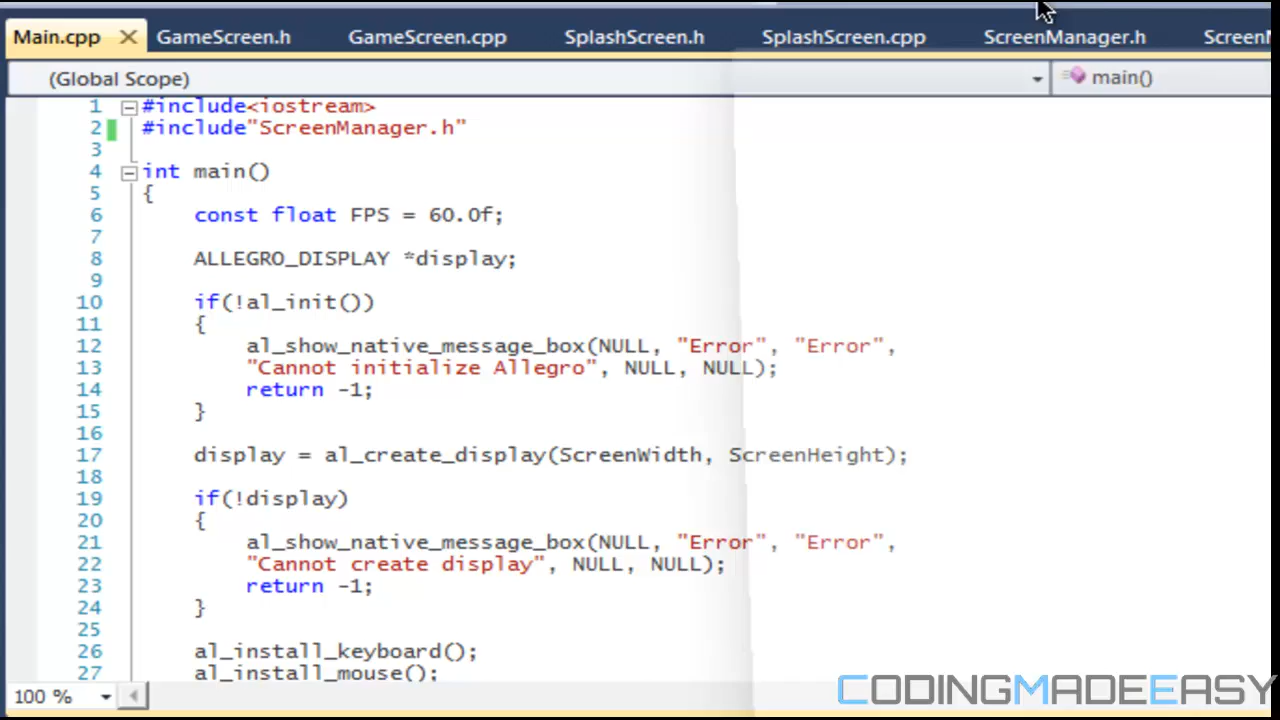 Main.cpp GameScreen.h GameScreen.cpp SplashScreen.h SplashScreen.cpp ScreenManager.h
(Global Scope) main()
1 #include<iostream>
2 #include"ScreenManager.h"
3
4 int main()
5 {
6 const float FPS = 60.0f;
7
8 ALLEGRO_DISPLAY *display;
9
10 if(!al_init())
11 {
12 al_show_native_message_box(NULL, "Error", "Error",
13 "Cannot initialize Allegro", NULL, NULL);
14 return -1;
15 }
16
17 display = al_create_display(ScreenWidth, ScreenHeight);
18
19 if(!display)
20 {
21 al_show_native_message_box(NULL, "Error", "Error",
22 "Cannot create display", NULL, NULL);
23 return -1;
24 }
25
26 al_install_keyboard();
27 al_install_mouse();
100 %
CODINGMADEEASY